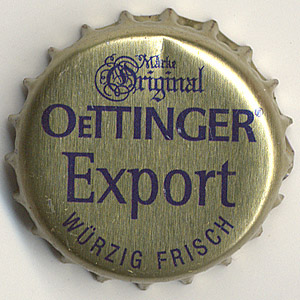 Marke
Original
OeTTINGER®
Export
WÜRZIG FRISCH